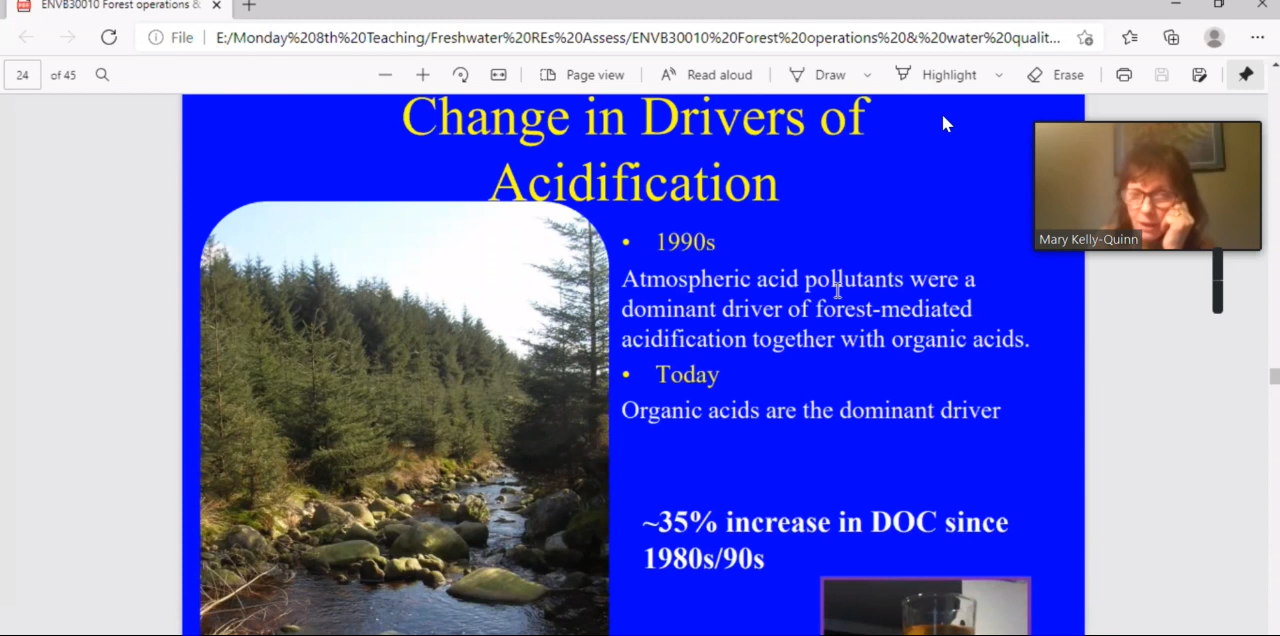 ENVB30010 Forest operations &
File
E:/Monday%208th%20Teaching/Freshwater%20REs%20Assess/ENVB30010%20Forest%20operations%20&%20water%20qualit...
24 of 45
Page view
Read aloud
Draw
Highlight
Erase
Change in Drivers of
Acidification
Mary Kelly-Quinn
• 1990s
Atmospheric acid pollutants were a
dominant driver of forest-mediated
acidification together with organic acids.
• Today
Organic acids are the dominant driver
~35% increase in DOC since
1980s/90s